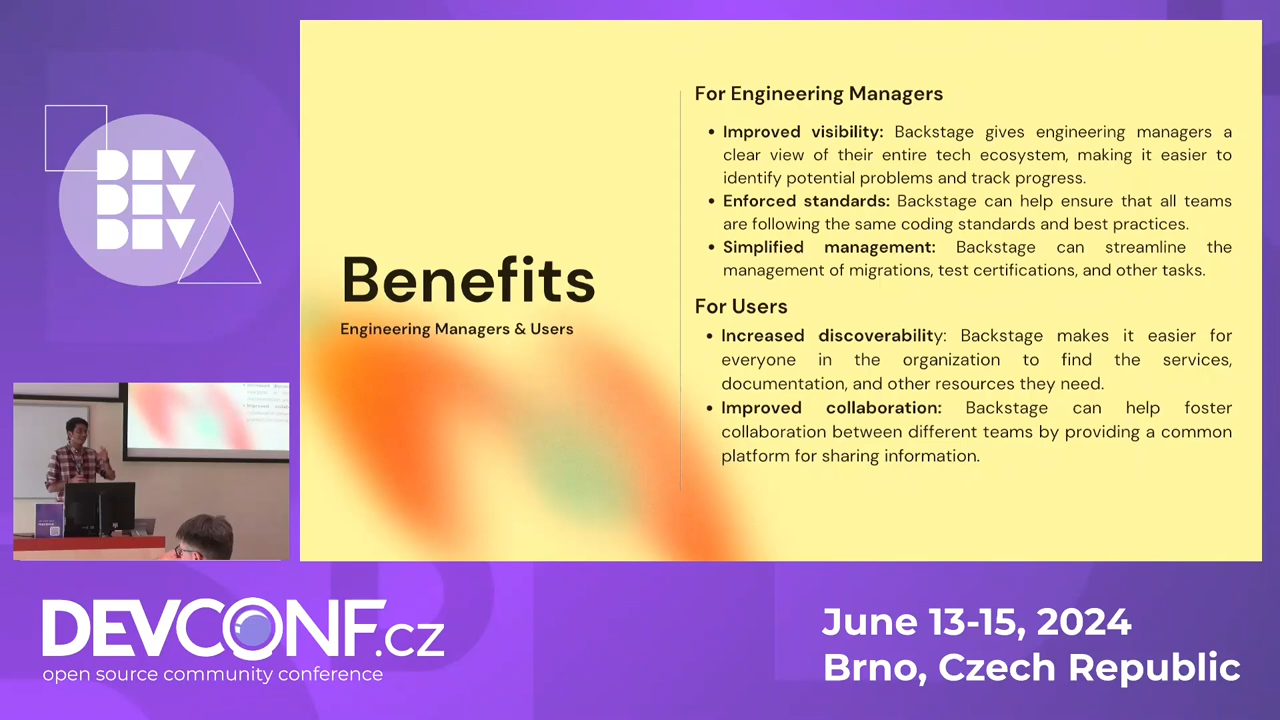 DEV
DEV
DEV
Benefits
Engineering Managers & Users
For Engineering Managers
• Improved visibility: Backstage gives engineering managers a
clear view of their entire tech ecosystem, making it easier to
identify potential problems and track progress.
• Enforced standards: Backstage can help ensure that all teams
are following the same coding standards and best practices.
• Simplified management: Backstage can streamline the
management of migrations, test certifications, and other tasks.
For Users
• Increased discoverability: Backstage makes it easier for
everyone in the organization to find the services,
documentation, and other resources they need.
• Improved collaboration: Backstage can help foster
collaboration between different teams by providing a common
platform for sharing information.
DEVCONF.cz
open source community conference
June 13-15, 2024
Brno, Czech Republic